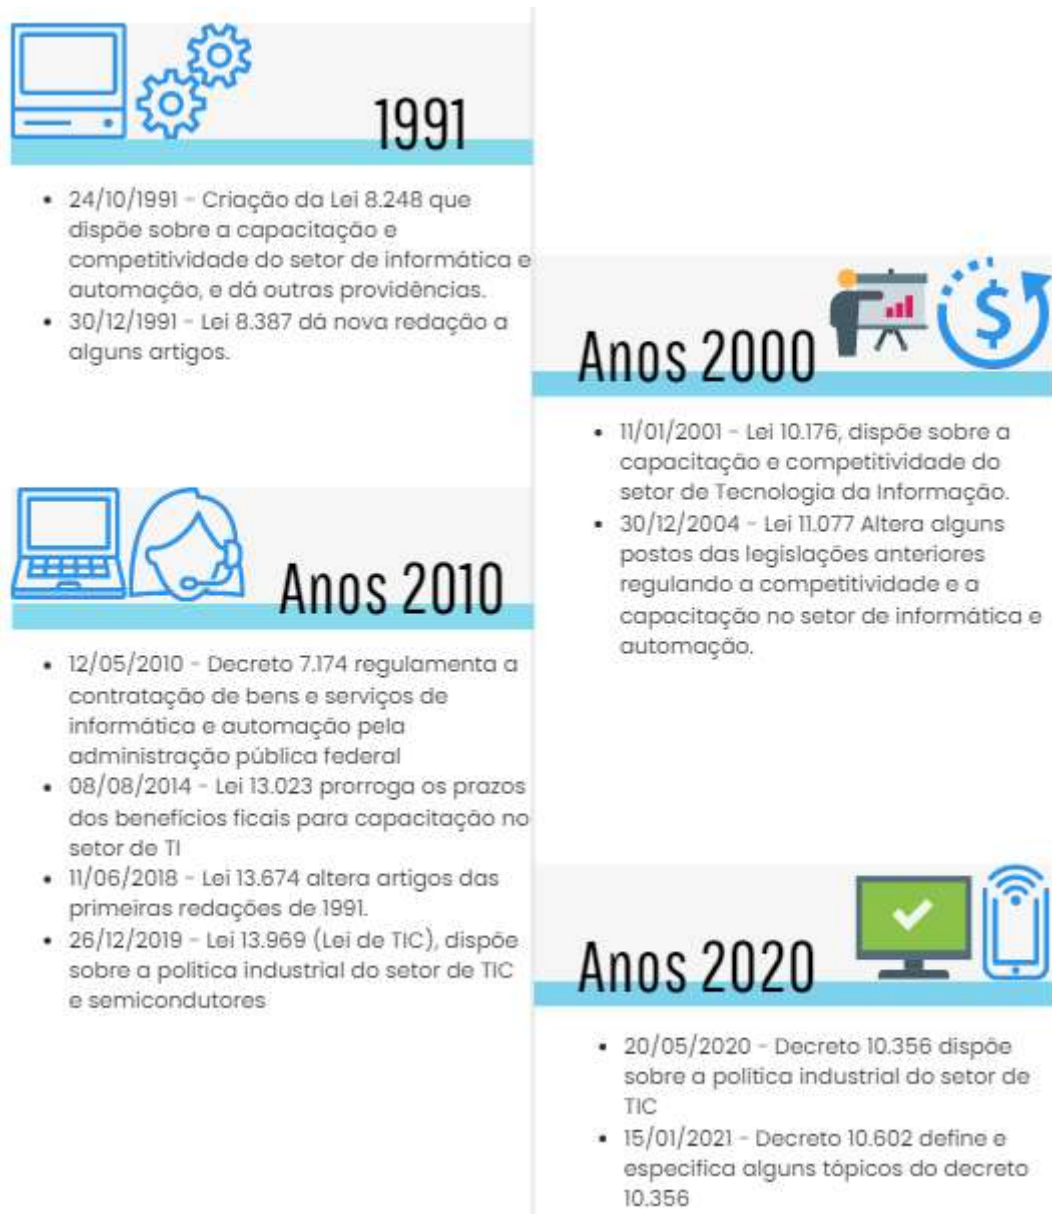 1991
• 24/10/1991 - Criação da Lei 8.248 que
dispõe sobre a capacitação e
competitividade do setor de informática e
automação, e dá outras providências.
• 30/12/1991 - Lei 8.387 dá nova redação a
alguns artigos.
Anos 2000
• 11/01/2001 - Lei 10.176, dispõe sobre a
capacitação e competitividade do
setor de Tecnologia da Informação.
• 30/12/2004 - Lei 11.077 Altera alguns
postos das legislações anteriores
regulando a competitividade e a
capacitação no setor de informática e
automação.
Anos 2010
• 12/05/2010 - Decreto 7.174 regulamenta a
contratação de bens e serviços de
informática e automação pela
administração pública federal
• 08/08/2014 - Lei 13.023 prorroga os prazos
dos benefícios ficais para capacitação no
setor de TI
• 11/06/2018 - Lei 13.674 altera artigos das
primeiras redações de 1991.
• 26/12/2019 - Lei 13.969 (Lei de TIC), dispõe
sobre a politica industrial do setor de TIC
e semicondutores
Anos 2020
• 20/05/2020 - Decreto 10.356 dispõe
sobre a política industrial do setor de
TIC
• 15/01/2021 - Decreto 10.602 define e
especifica alguns tópicos do decreto
10.356